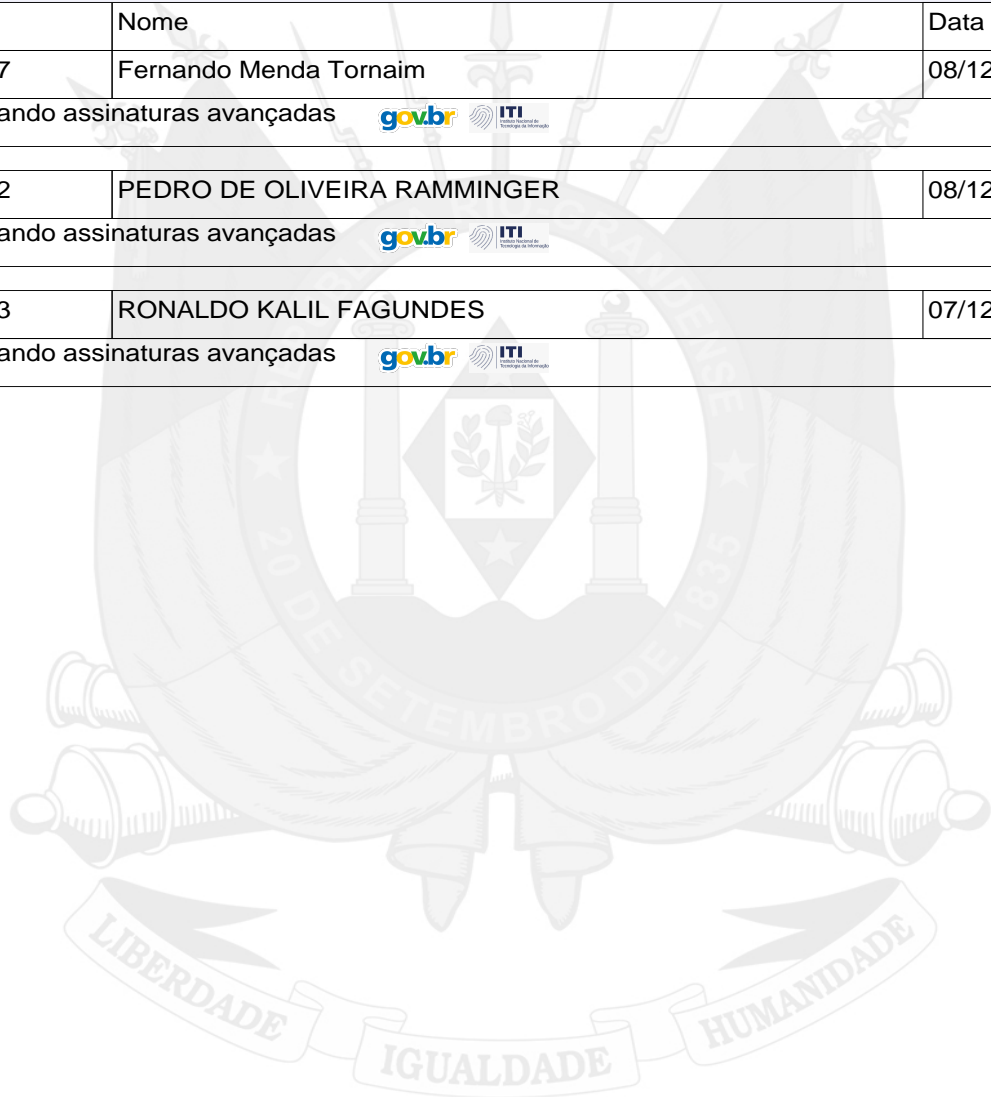 Nome Data
7 Fernando Menda Tornaim 08/12
ando assinaturas avançadas gov.br ITI
2 PEDRO DE OLIVEIRA RAMMINGER 08/12
ando assinaturas avançadas gov.br ITI
3 RONALDO KALIL FAGUNDES 07/12
ando assinaturas avançadas gov.br ITI
20 DE SETEMBRO DE 1835
LIBERDADE IGUALDADE HUMANIDADE